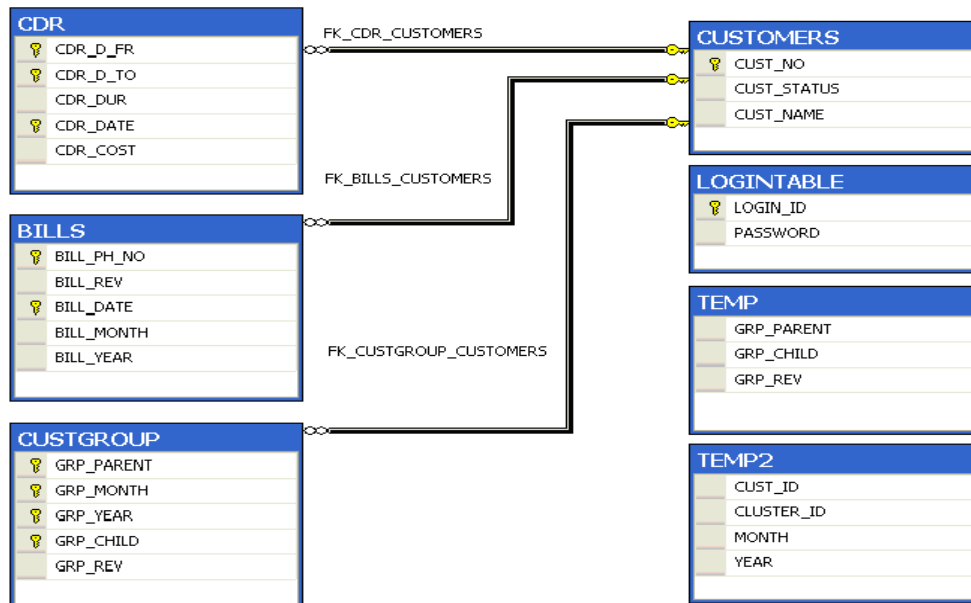 CDR
CDR_D_FR
CDR_D_TO
CDR_DUR
CDR_DATE
CDR_COST
FK_CDR_CUSTOMERS
CUSTOMERS
CUST_NO
CUST_STATUS
CUST_NAME
FK_BILLS_CUSTOMERS
BILLS
BILL_PH_NO
BILL_REV
BILL_DATE
BILL_MONTH
BILL_YEAR
LOGINTABLE
LOGIN_ID
PASSWORD
FK_CUSTGROUP_CUSTOMERS
TEMP
GRP_PARENT
GRP_CHILD
GRP_REV
CUSTGROUP
GRP_PARENT
GRP_MONTH
GRP_YEAR
GRP_CHILD
GRP_REV
TEMP2
CUST_ID
CLUSTER_ID
MONTH
YEAR